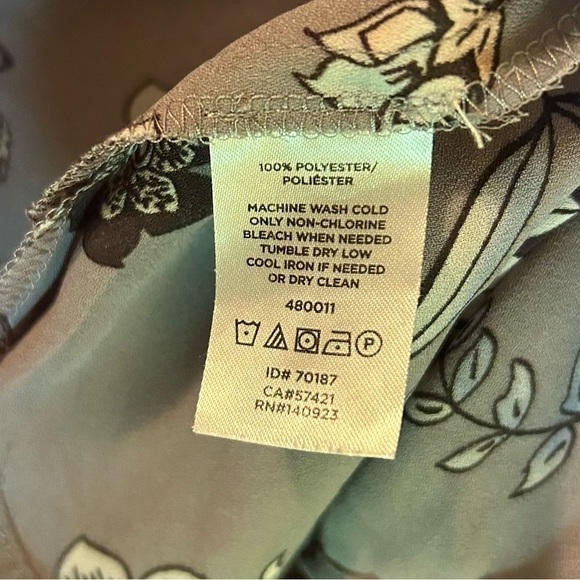 100% POLYESTER/
POLIÉSTER
MACHINE WASH COLD
ONLY NON-CHLORINE
BLEACH WHEN NEEDED
TUMBLE DRY LOW
COOL IRON IF NEEDED
OR DRY CLEAN
480011
P
ID# 70187
CA#57421
RN#140923